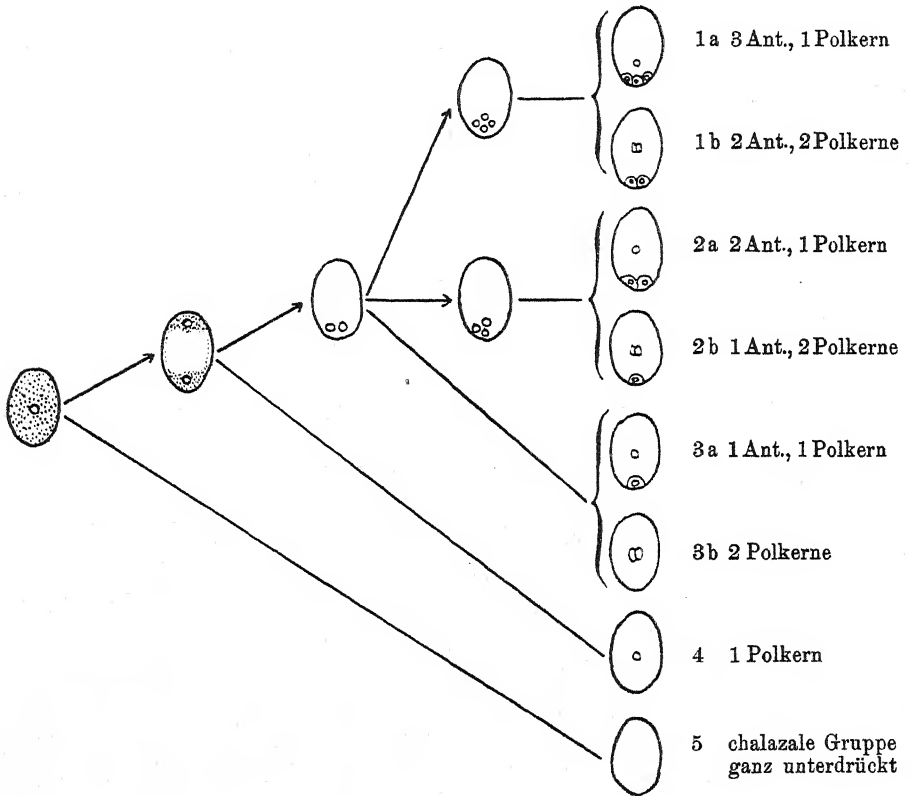 1a 3 Ant., 1 Polkern
1b 2 Ant., 2 Polkerne
2a 2 Ant., 1 Polkern
2b 1 Ant., 2 Polkerne
3a 1 Ant., 1 Polkern
3b 2 Polkerne
4 1 Polkern
5 chalazale Gruppe
ganz unterdrückt